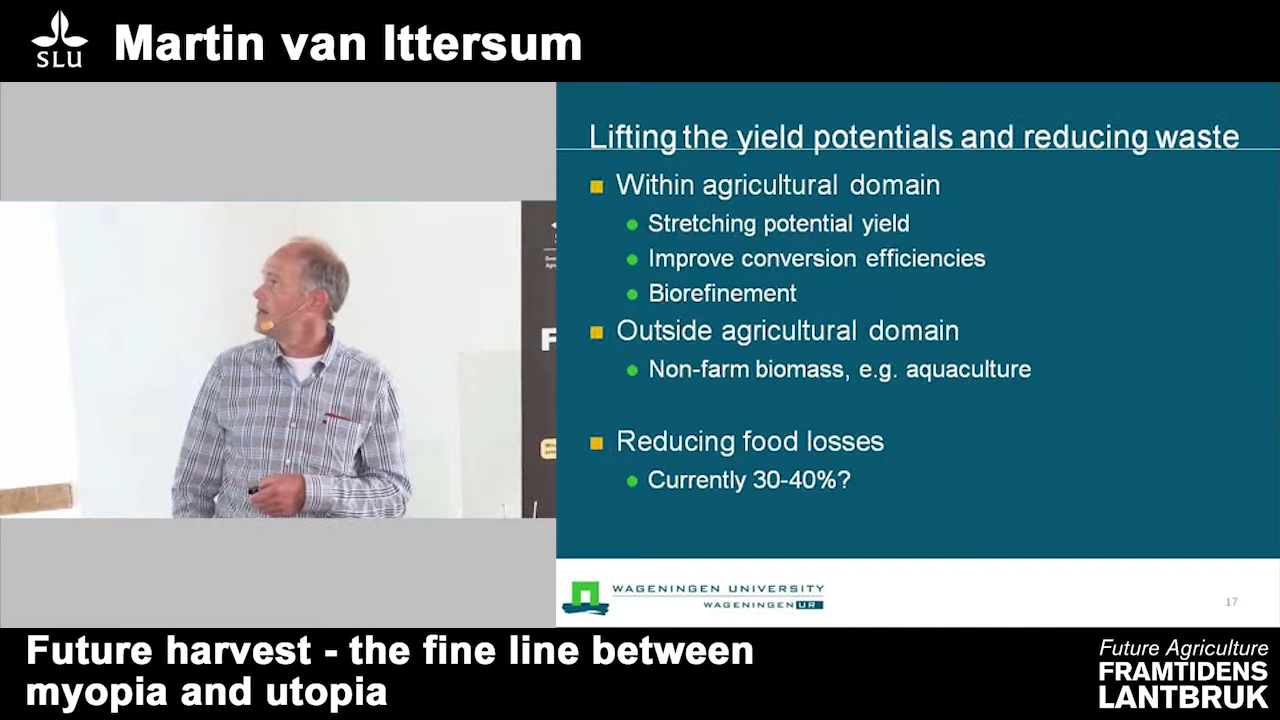 SLU
Martin van Ittersum
Lifting the yield potentials and reducing waste
Within agricultural domain
Stretching potential yield
Improve conversion efficiencies
Biorefinement
Outside agricultural domain
Non-farm biomass, e.g. aquaculture
Reducing food losses
Currently 30-40%?
WAGENINGEN UNIVERSITY
WAGENINGEN UR
17
Future harvest - the fine line between
myopia and utopia
Future Agriculture
FRAMTIDENS
LANTBRUK